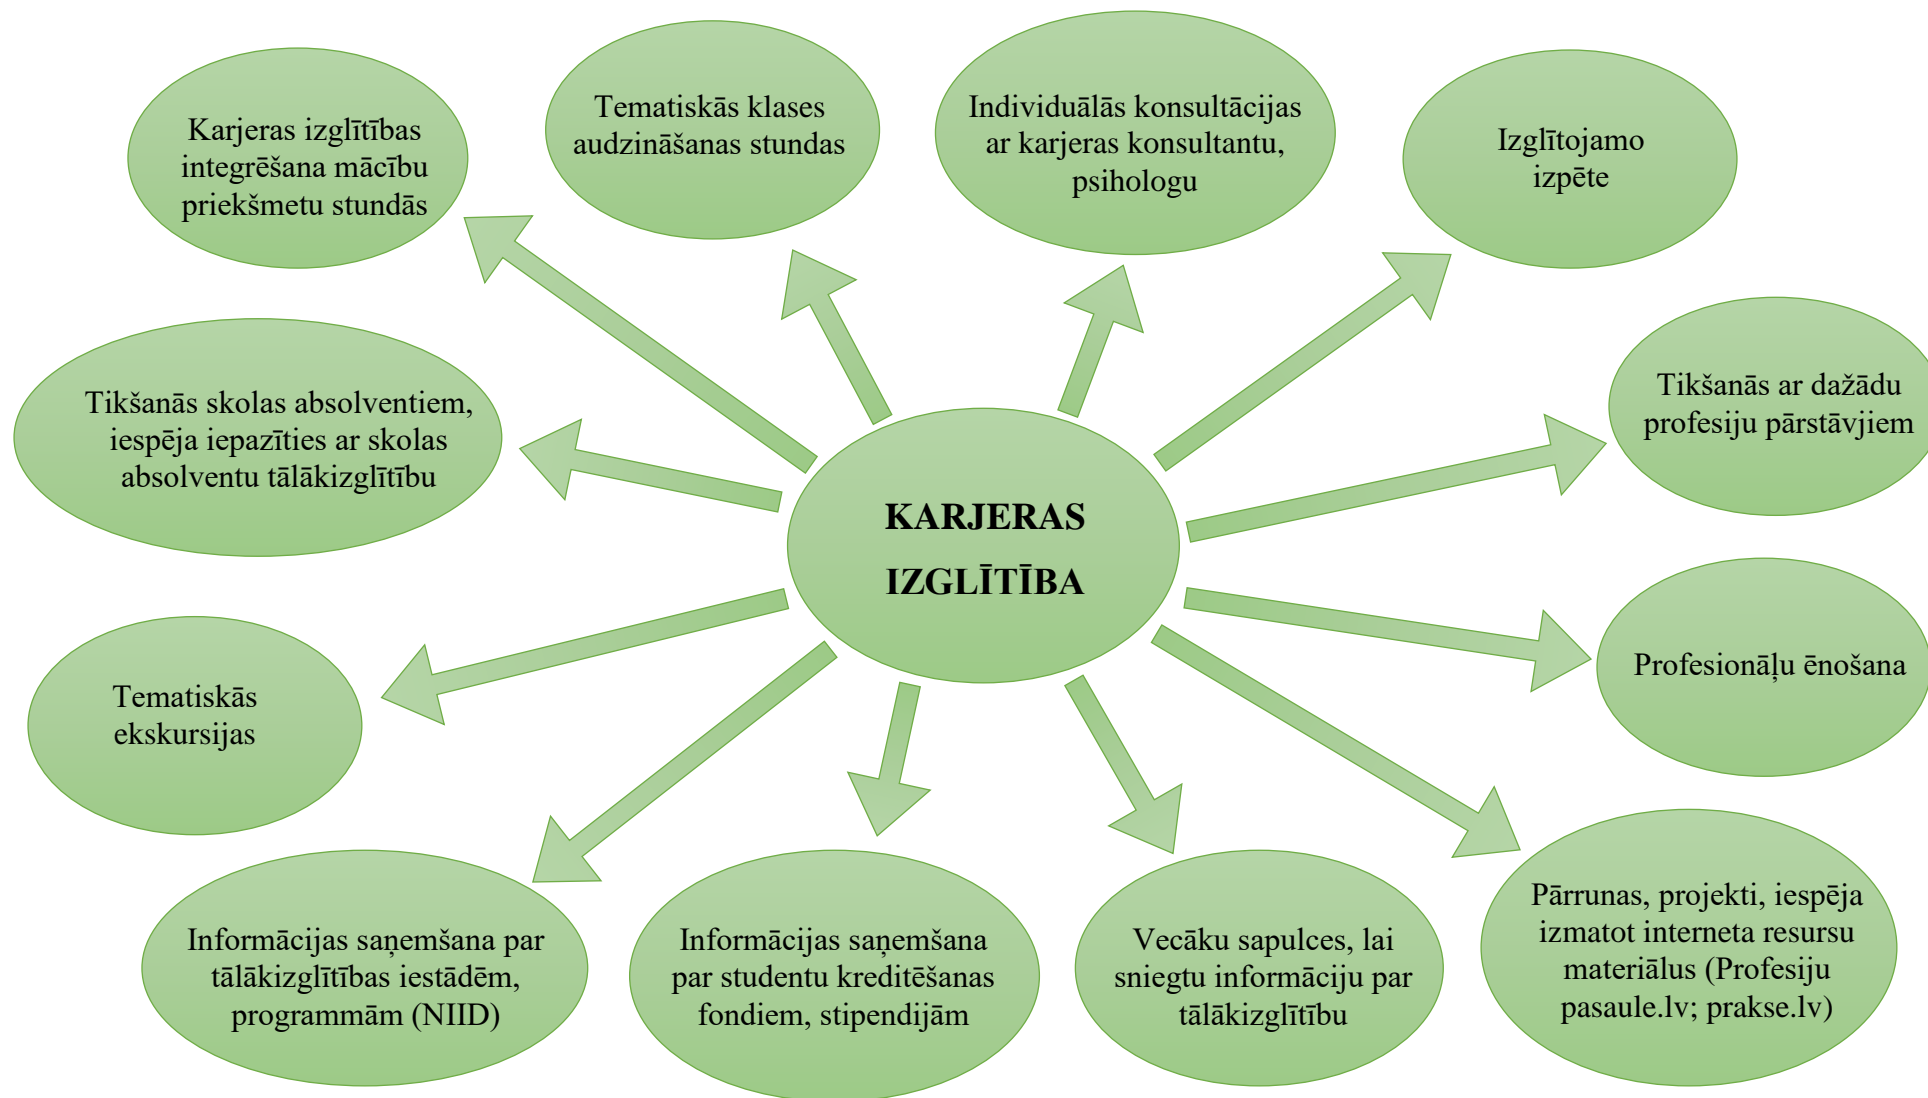 Karjeras izglītības
integrēšana mācību
priekšmetu stundās
Tematiskās klases
audzināšanas stundas
Individuālās konsultācijas
ar karjeras konsultantu,
psihologu
Izglītojamo
izpēte
Tikšanās skolas absolventiem,
iespēja iepazīties ar skolas
absolventu tālākizglītību
Tikšanās ar dažādu
profesiju pārstāvjiem
KARJERAS
IZGLĪTĪBA
Tematiskās
ekskursijas
Profesionāļu ēnošana
Informācijas saņemšana par
tālākizglītības iestādēm,
programmām (NIID)
Informācijas saņemšana
par studentu kreditēšanas
fondiem, stipendijām
Vecāku sapulces, lai
sniegtu informāciju par
tālākizglītību
Pārrunas, projekti, iespēja
izmatot interneta resursu
materiālus (Profesiju
pasaule.lv; prakse.lv)